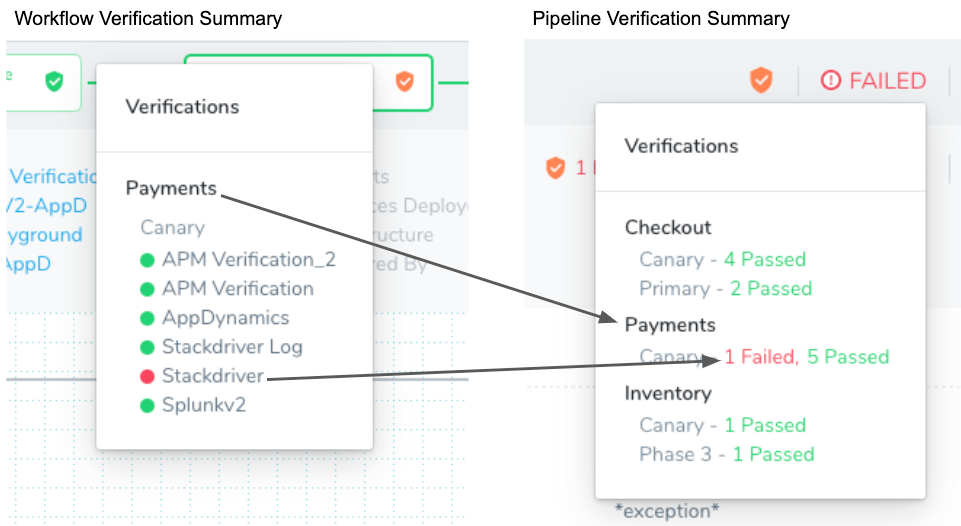 Workflow Verification Summary
Pipeline Verification Summary
e
Verifications
Payments
Canary
APM Verification_2
APM Verification
AppDynamics
Stackdriver Log
Stackdriver
Splunkv2
Verificatio
V2-AppD
yground
AppD
ts
ces Deploye
ructure
red By
FAILED
1
Verifications
Checkout
Canary - 4 Passed
Primary - 2 Passed
Payments
Canary - 1 Failed, 5 Passed
Inventory
Canary - 1 Passed
Phase 3 - 1 Passed
*exception*